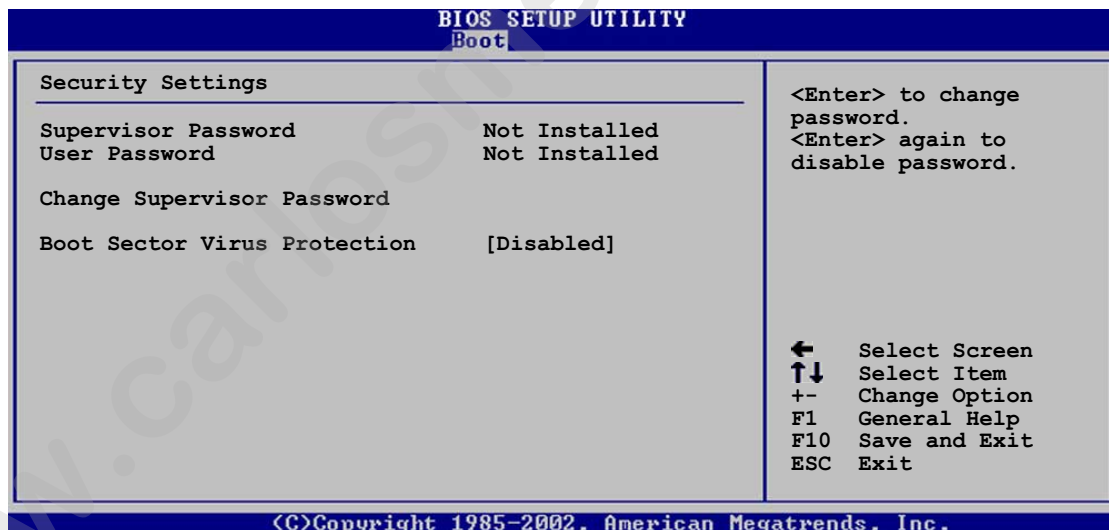 BIOS SETUP UTILITY
Boot
Security Settings
Supervisor Password Not Installed
User Password Not Installed
Change Supervisor Password
Boot Sector Virus Protection [Disabled]
<Enter> to change
password.
<Enter> again to
disable password.
← Select Screen
↑↓ Select Item
+- Change Option
F1 General Help
F10 Save and Exit
ESC Exit
(C)Copyright 1985-2002, American Megatrends, Inc.